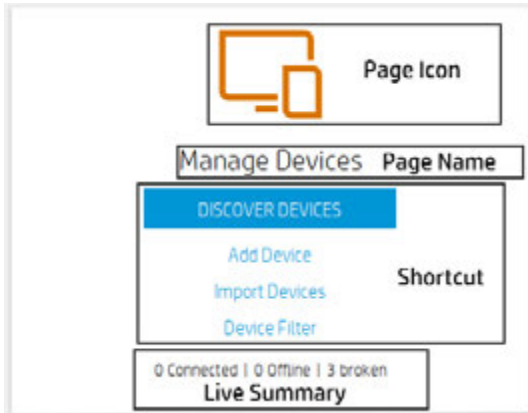 Page Icon
Manage Devices Page Name
DISCOVER DEVICES
Add Device
Import Devices
Device Filter
Shortcut
0 Connected | 0 Offline | 3 broken
Live Summary